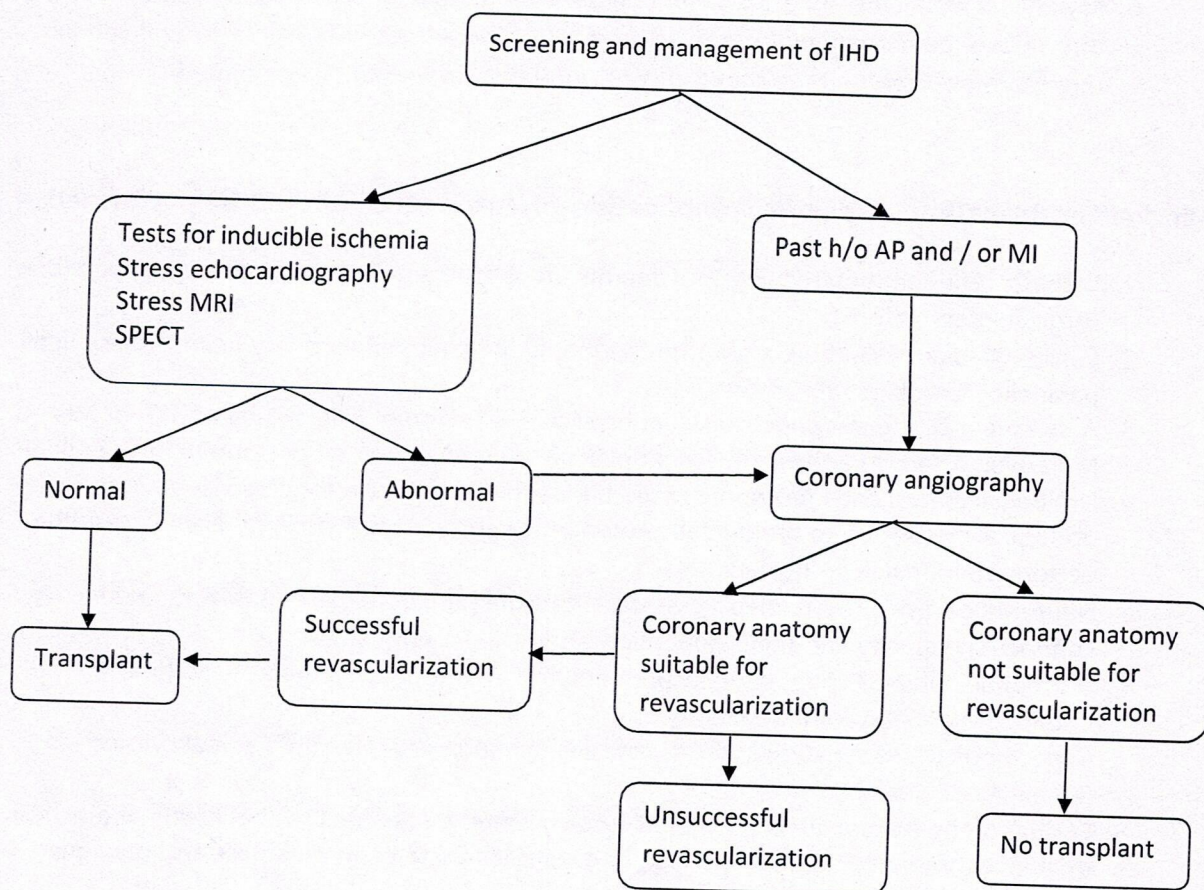 Screening and management of IHD
Tests for inducible ischemia
Stress echocardiography
Stress MRI
SPECT
Past h/o AP and / or MI
Normal
Abnormal
Coronary angiography
Transplant
Successful
revascularization
Coronary anatomy
suitable for
revascularization
Coronary anatomy
not suitable for
revascularization
Unsuccessful
revascularization
No transplant